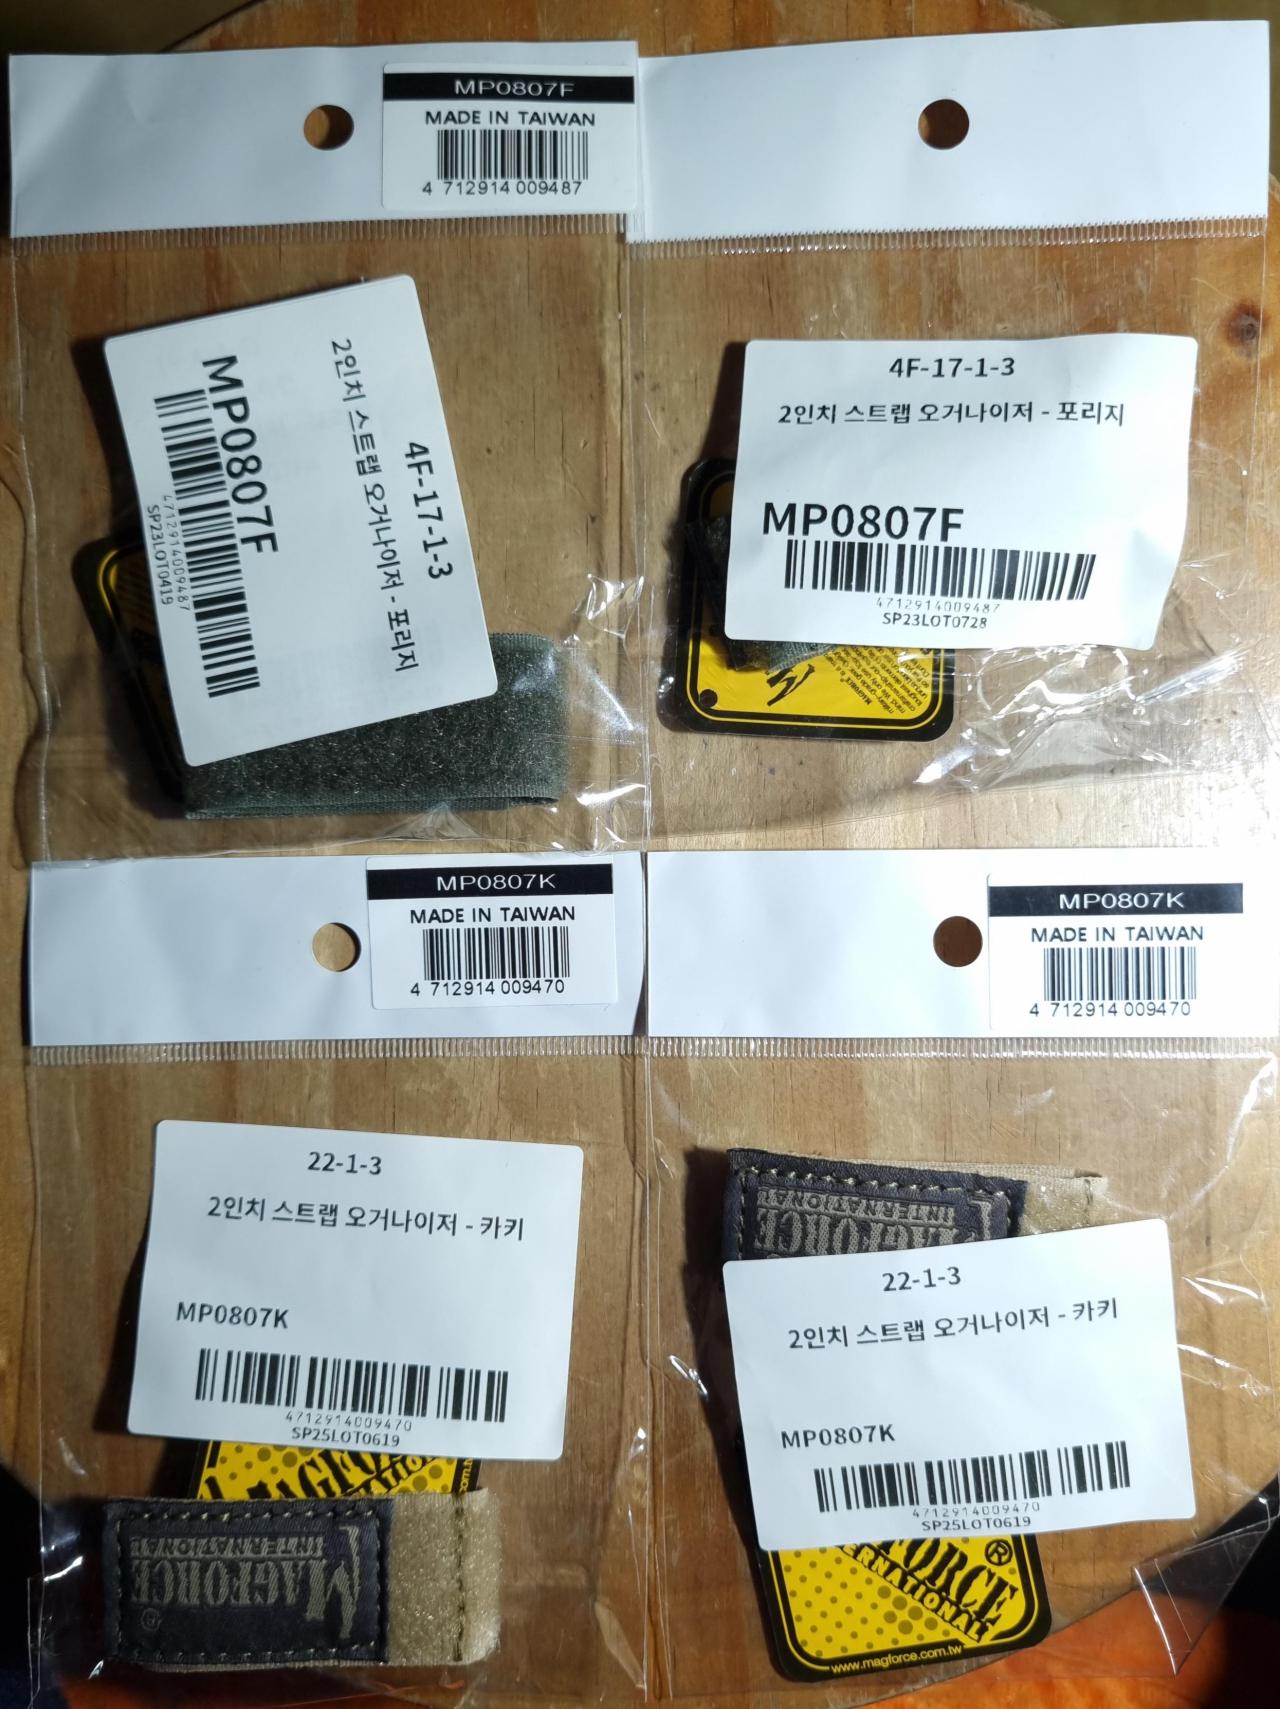 MP0807F
MADE IN TAIWAN
4 712914 009487
4F-17-1-3
2인치 스트랩 오거나이저 - 포리지
MP0807F
4712914009487
SP23LOT0419
4F-17-1-3
2인치 스트랩 오거나이저 - 포리지
MP0807F
4712914009487
SP23LOT0728
MP0807K
MADE IN TAIWAN
4 712914 009470
22-1-3
2인치 스트랩 오거나이저 - 카키
MP0807K
4712914009470
SP25LOT0619
MAGFORCE
INTERNATIONAL
®
MP0807K
MADE IN TAIWAN
4 712914 009470
MAGFORCE
INTERNATIONAL
22-1-3
2인치 스트랩 오거나이저 - 카키
MP0807K
4712914009470
SP25LOT0619
FORCE®
ERNATIONAL
www.magforce.com.tw